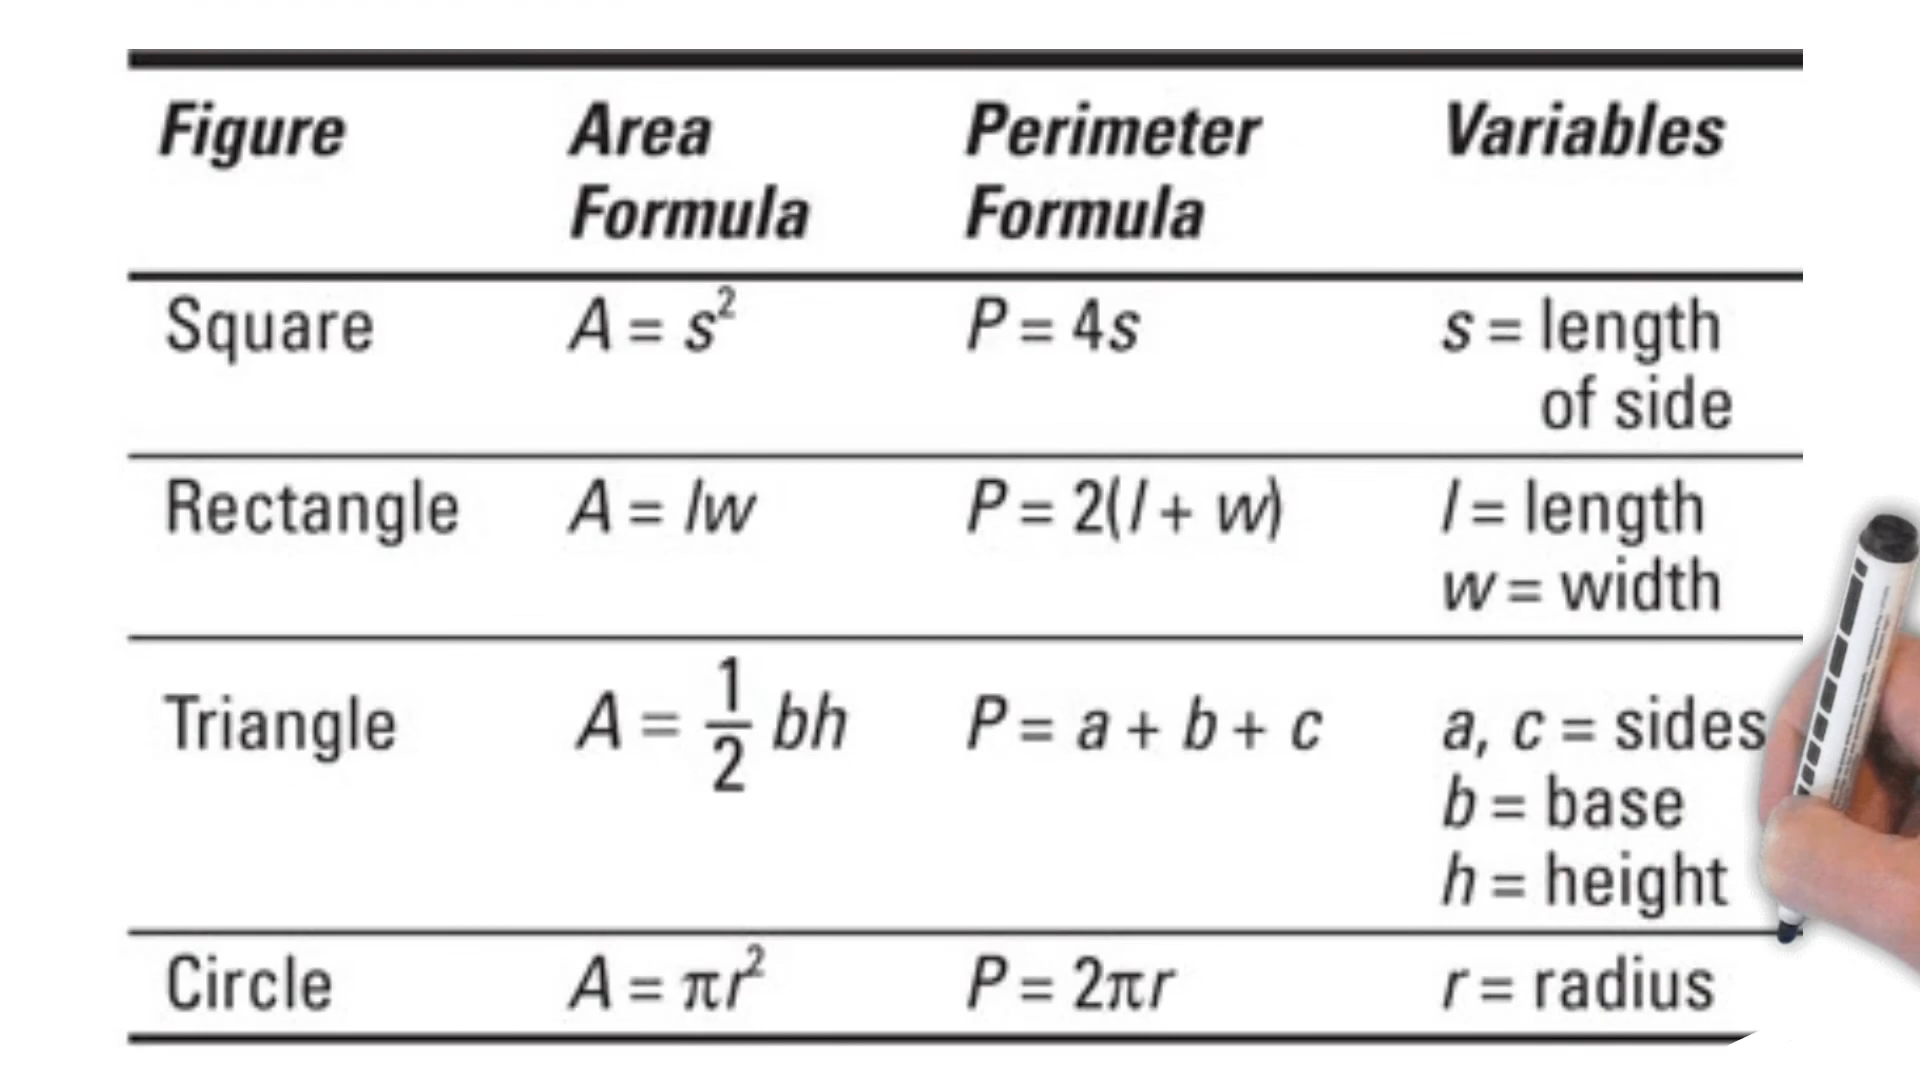 Figure Area Formula Perimeter Formula Variables
Square A = s² P = 4s s = length of side
Rectangle A = lw P = 2(l + w) l = length
w = width
Triangle A = 1/2 bh P = a + b + c a, c = sides
b = base
h = height
Circle A = πr² P = 2πr r = radius